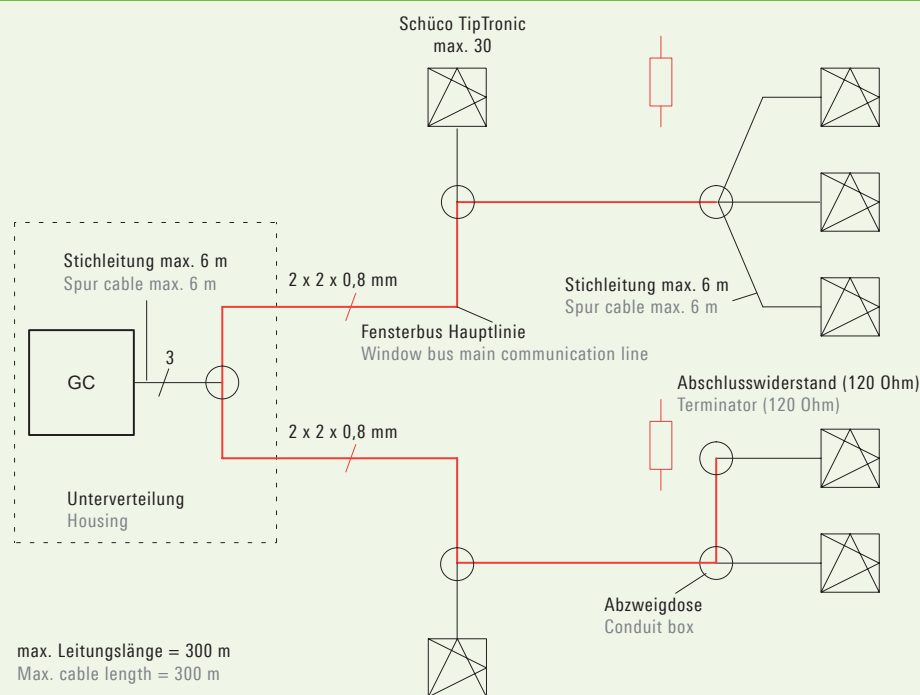 Schüco TipTronic
max. 30
Stichleitung max. 6 m
Spur cable max. 6 m
2 x 2 x 0,8 mm
Stichleitung max. 6 m
Spur cable max. 6 m
Fensterbus Hauptlinie
Window bus main communication line
3
GC
Abschlusswiderstand (120 Ohm)
Terminator (120 Ohm)
2 x 2 x 0,8 mm
Unterverteilung
Housing
Abzweigdose
Conduit box
max. Leitungslänge = 300 m
Max. cable length = 300 m